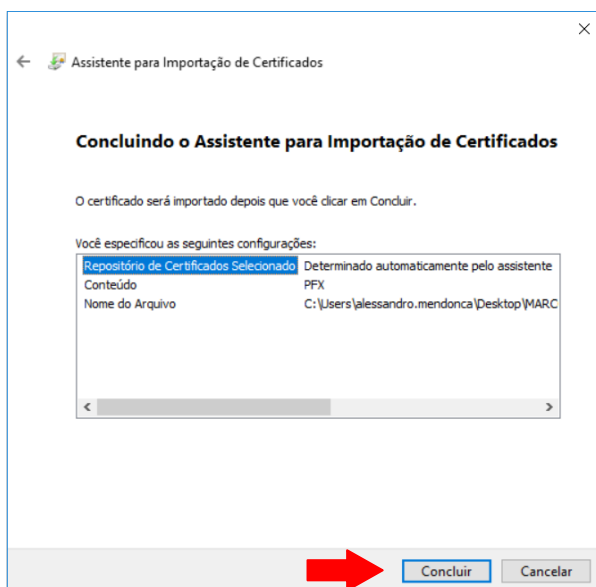 Assistente para Importação de Certificados
Concluindo o Assistente para Importação de Certificados
O certificado será importado depois que você clicar em Concluir.
Você especificou as seguintes configurações:
Repositório de Certificados Selecionado Determinado automaticamente pelo assistente
Conteúdo PFX
Nome do Arquivo C:\Users\alessandro.mendonca\Desktop\MARC
Concluir Cancelar